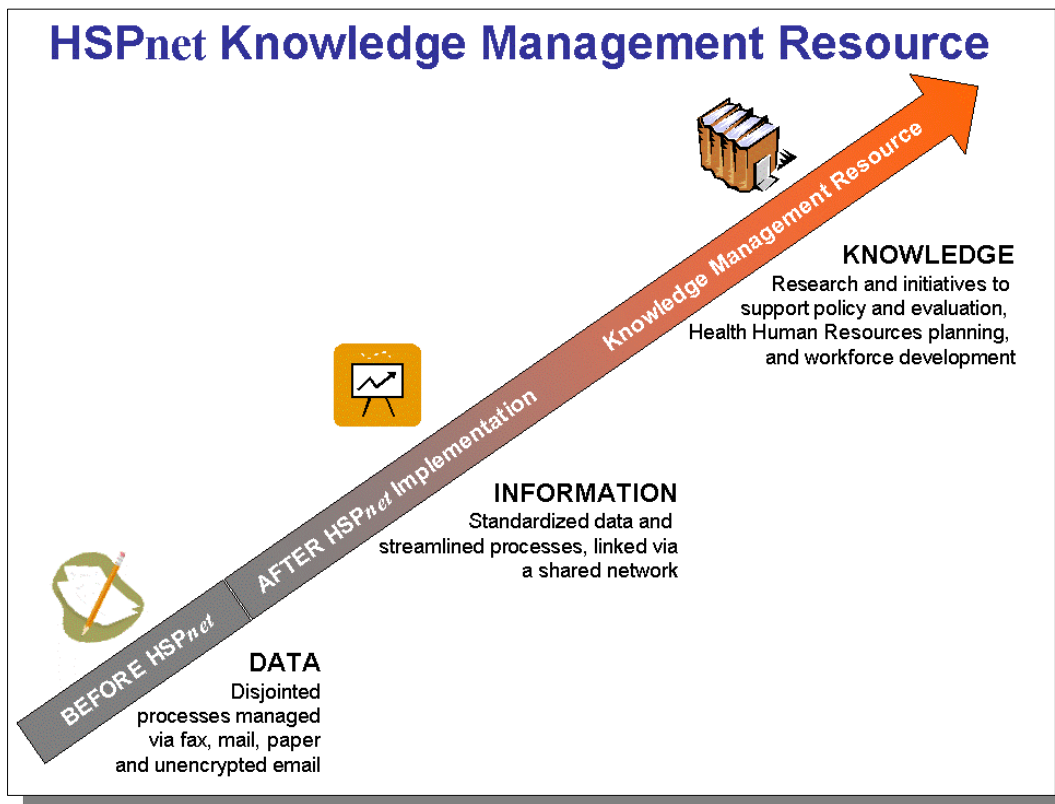 HSPnet Knowledge Management Resource
Knowledge Management Resource
KNOWLEDGE
Research and initiatives to
support policy and evaluation,
Health Human Resources planning,
and workforce development
AFTER HSPnet Implementation
INFORMATION
Standardized data and
streamlined processes, linked via
a shared network
BEFORE HSPnet
DATA
Disjointed
processes managed
via fax, mail, paper
and unencrypted email